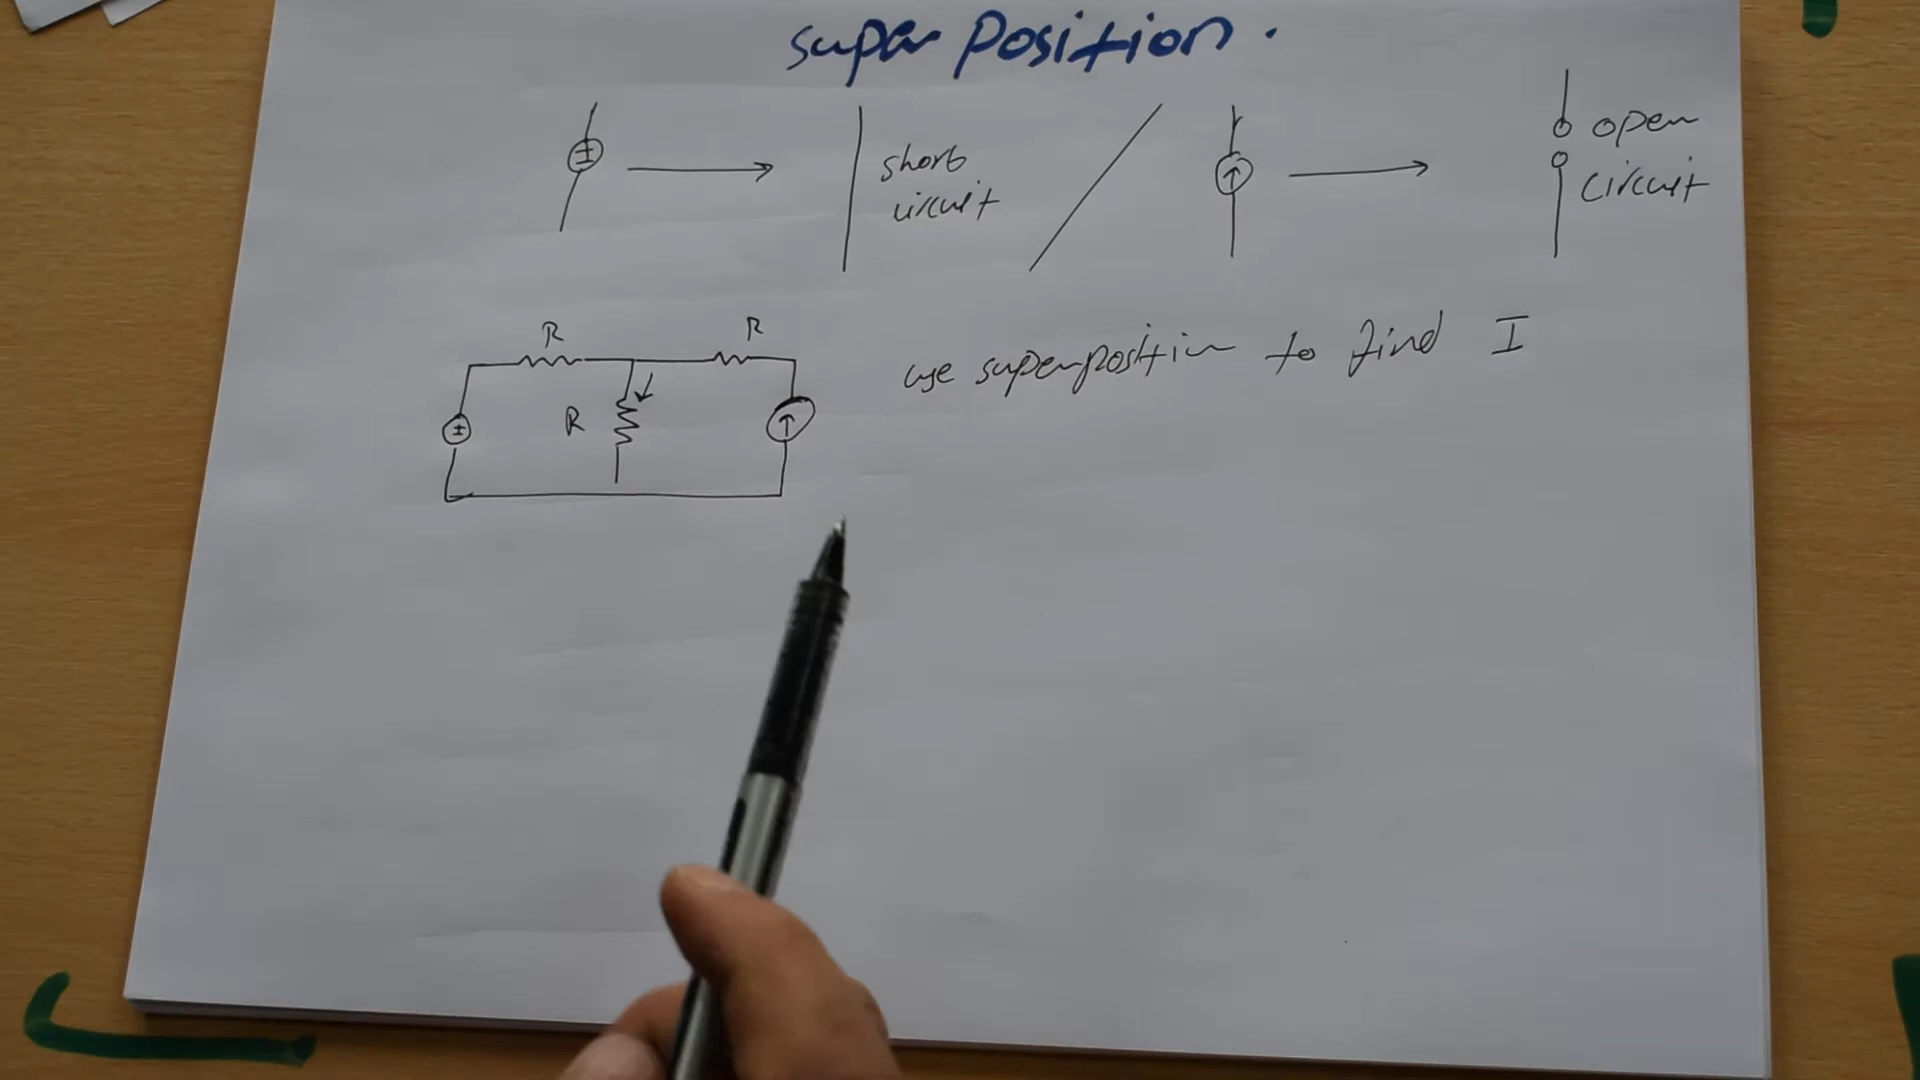 super position.
short
circuit
open
circuit
R
R
use superposition to find I
R